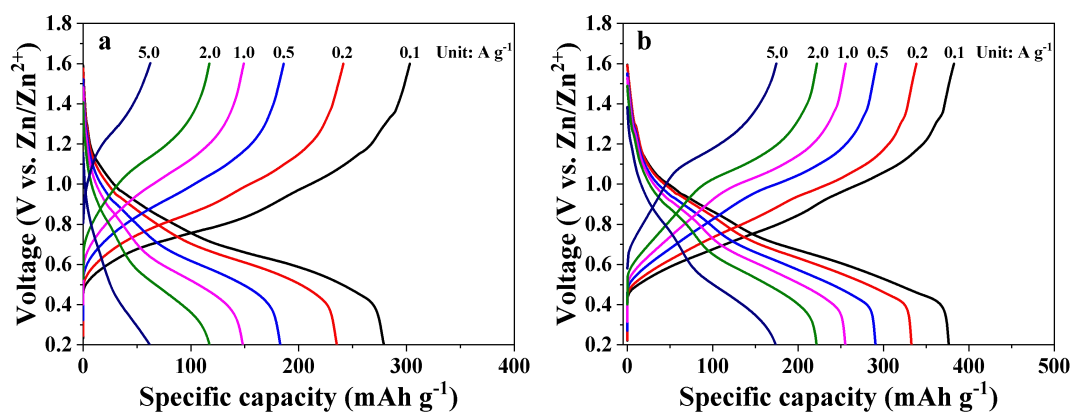 a
5.0 2.0 1.0 0.5 0.2 0.1 Unit: A g-1
1.8
1.6
1.4
1.2
1.0
0.8
0.6
0.4
0.2
Voltage (V vs. Zn/Zn2+)
0 100 200 300 400
Specific capacity (mAh g-1)
b
5.0 2.0 1.0 0.5 0.2 0.1 Unit: A g-1
1.8
1.6
1.4
1.2
1.0
0.8
0.6
0.4
0.2
Voltage (V vs. Zn/Zn2+)
0 100 200 300 400 500
Specific capacity (mAh g-1)